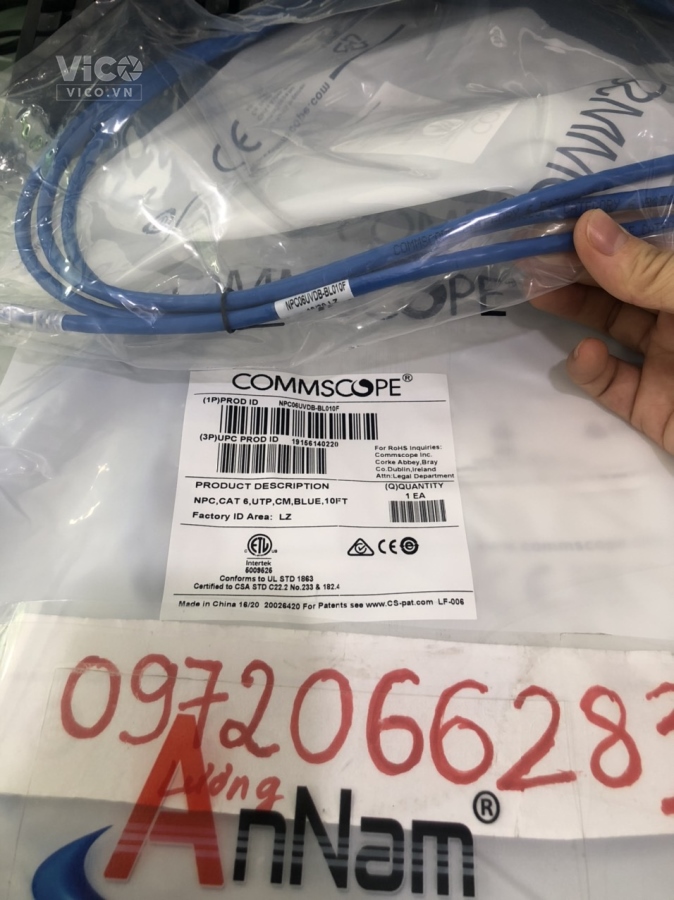 VICO
VICO.VN
CE
COMMSCOPE
NPC06UVDB-BL010F
COMMSCOPE®
(1P)PROD ID NPC06UVDB-BL010F
(3P)UPC PROD ID 19156140220
For RoHS Inquiries:
Commscope Inc.
Corke Abbey,Bray
Co.Dublin,Ireland
Attn:Legal Department
PRODUCT DESCRIPTION
(Q)QUANTITY
NPC,CAT 6,UTP,CM,BLUE,10FT
1 EA
Factory ID Area: LZ
ETL
Intertek
CE
Conforms to UL STD 1863
Certified to CSA STD C22.2 No.233 & 182.4
Made in China 16/20 20026420 For Patents see www.CS-pat.com LF-006
0972066283
Lương
AnNam®